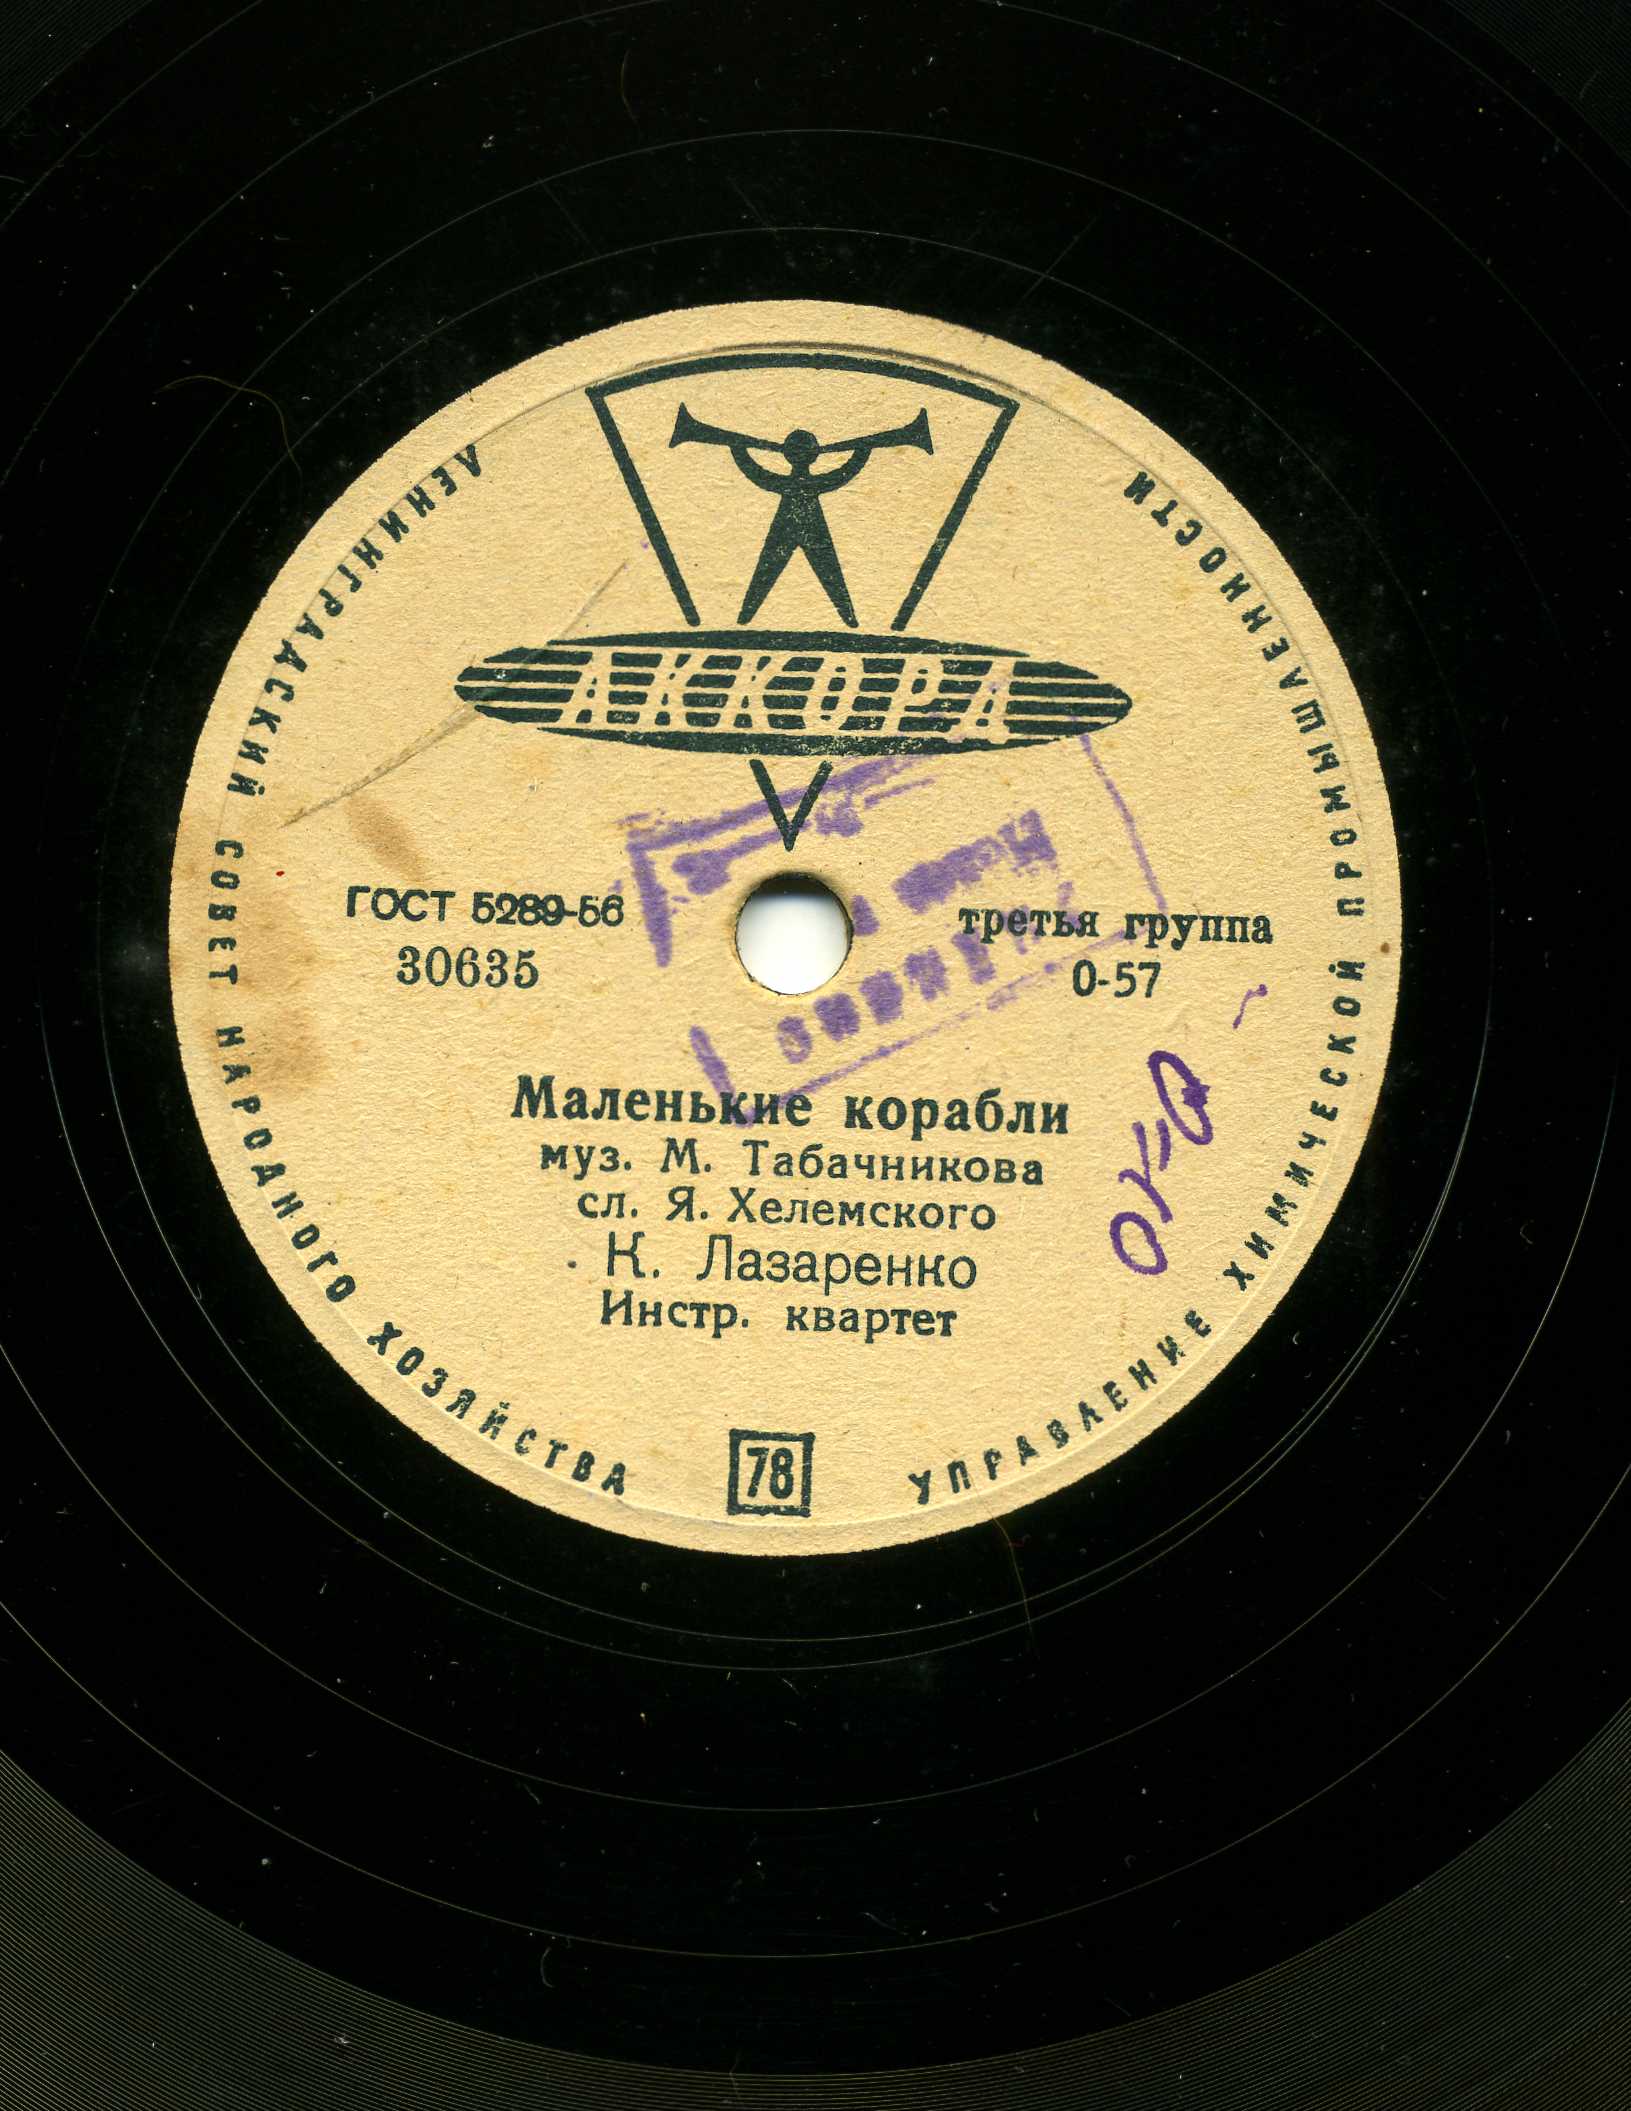 АККОРД
ЛЕНИНГРАДСКИЙ СОВЕТ НАРОДНОГО ХОЗЯЙСТВА
УПРАВЛЕНИЕ ХИМИЧЕСКОЙ ПРОМЫШЛЕННОСТИ
ГОСТ 5289-56
30635
третья группа
0-57
Маленькие корабли
муз. М. Табачникова
сл. Я. Хелемского
К. Лазаренко
Инстр. квартет
78